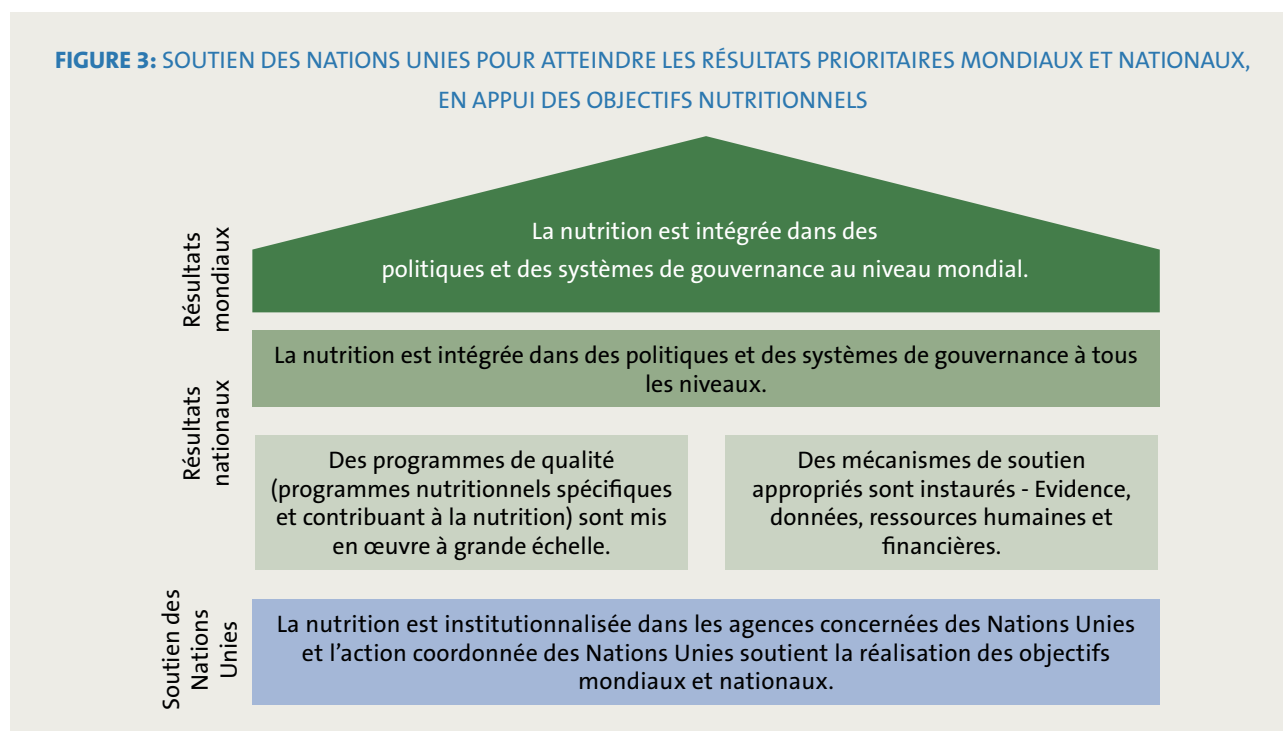 FIGURE 3: SOUTIEN DES NATIONS UNIES POUR ATTEINDRE LES RÉSULTATS PRIORITAIRES MONDIAUX ET NATIONAUX,
EN APPUI DES OBJECTIFS NUTRITIONNELS
Résultats
mondiaux
La nutrition est intégrée dans des
politiques et des systèmes de gouvernance au niveau mondial.
Résultats
nationaux
La nutrition est intégrée dans des politiques et des systèmes de gouvernance à tous
les niveaux.
Des programmes de qualité
(programmes nutritionnels spécifiques
et contribuant à la nutrition) sont mis
en œuvre à grande échelle.
Des mécanismes de soutien
appropriés sont instaurés - Evidence,
données, ressources humaines et
financières.
Soutien des
Nations
Unies
La nutrition est institutionnalisée dans les agences concernées des Nations Unies
et l’action coordonnée des Nations Unies soutient la réalisation des objectifs
mondiaux et nationaux.